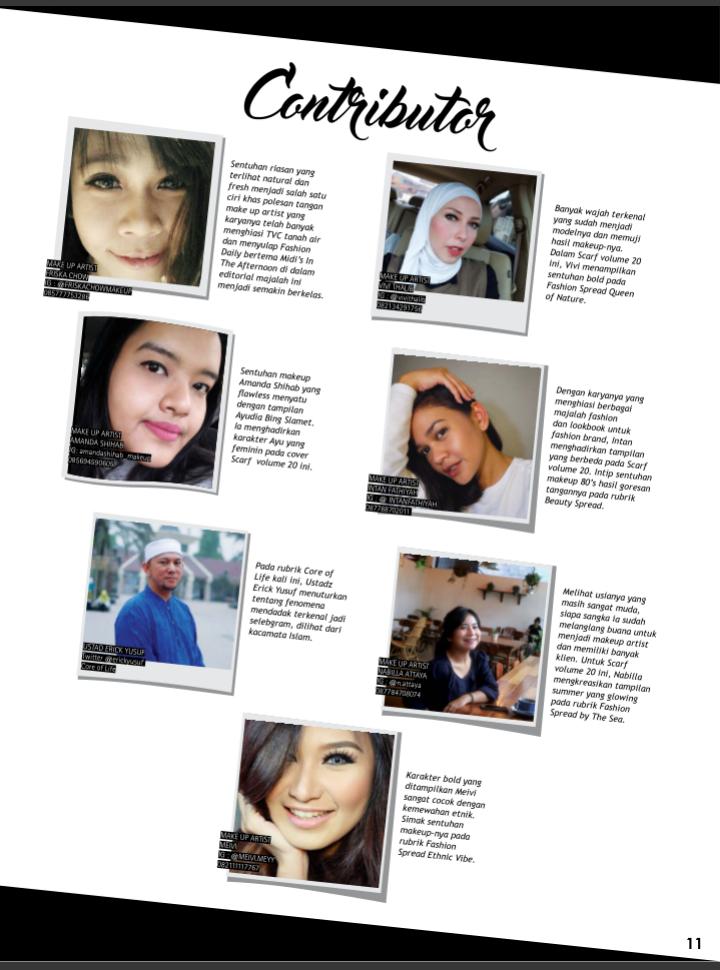 Contributor
Sentuhan riasan yang
terlihat natural dan
fresh menjadi salah satu
ciri khas polesan tangan
make up artist yang
karyanya telah banyak
menghiasi TVC tanah air
dan menyulap Fashion
Daily bertema Midi's In
The Afternoon di dalam
editorial majalah ini
menjadi semakin berkelas.
MAKE UP ARTIST
FRISKA CHOW
IG : @FRISKACHOWMAKEUP
Banyak wajah terkenal
yang sudah menjadi
modelnya dan memuji
hasil makeup-nya.
Dalam Scarf volume 20
ini, Vivi menampilkan
sentuhan bold pada
Fashion Spread Queen
of Nature.
MAKE UP ARTIST
VIVI THALIB
IG : @vivithalib
Sentuhan makeup
Amanda Shihab yang
flawless menyatu
dengan tampilan
Ayudia Bing Slamet.
Ia menghadirkan
karakter Ayu yang
feminin pada cover
Scarf volume 20 ini.
MAKE UP ARTIST
AMANDA SHIHAB
IG: amandashihab_makeup
Dengan karyanya yang
menghiasi berbagai
majalah fashion
dan lookbook untuk
fashion brand, Intan
menghadirkan tampilan
yang berbeda pada Scarf
volume 20. Intip sentuhan
makeup 80's hasil goresan
tangannya pada rubrik
Beauty Spread.
MAKE UP ARTIST
INTAN FATHIYAH
IG : @ INTANFATHIYAH
087788702011
Pada rubrik Core of
Life kali ini, Ustadz
Erick Yusuf menuturkan
tentang fenomena
mendadak terkenal jadi
selebgram, dilihat dari
kacamata Islam.
USTAD ERICK YUSUF
Twitter @erickyusuf
Core of Life
Melihat usianya yang
masih sangat muda,
siapa sangka ia sudah
melanglang buana untuk
menjadi makeup artist
dan memiliki banyak
klien. Untuk Scarf
volume 20 ini, Nabilla
mengkreasikan tampilan
summer yang glowing
pada rubrik Fashion
Spread by The Sea.
MAKE UP ARTIST
NABILLA ATTAYA
IG : @n.attaya
087784708074
Karakter bold yang
ditampilkan Meivi
sangat cocok dengan
kemewahan etnik.
Simak sentuhan
makeup-nya pada
rubrik Fashion
Spread Ethnic Vibe.
MAKE UP ARTIST
MEIVI
IG : @MEIVI.MEYY
082111117767
11